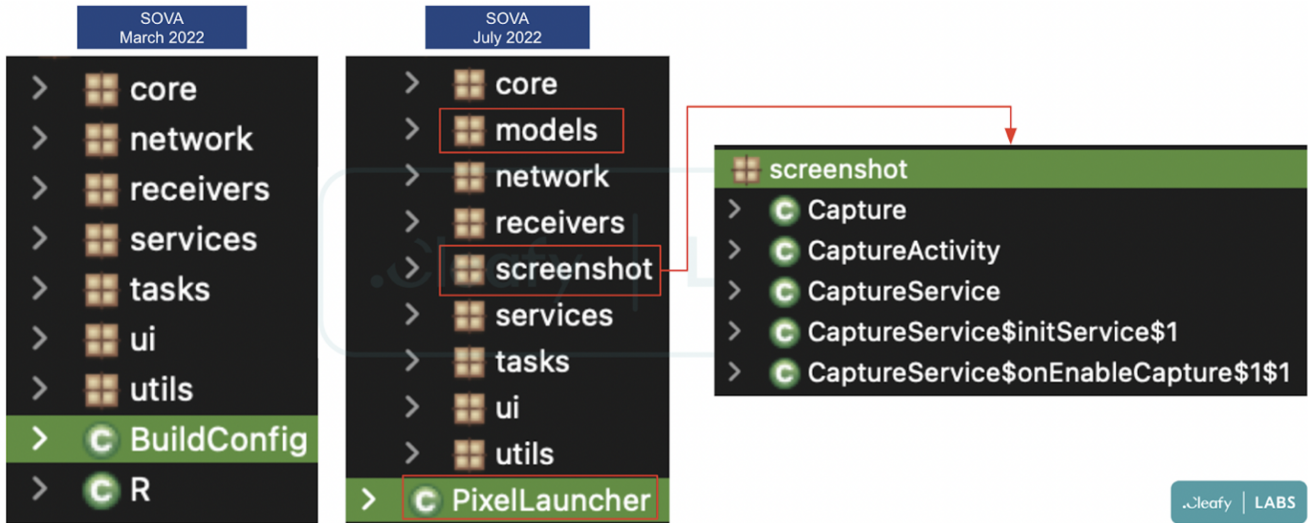 SOVA
March 2022
core
network
receivers
services
tasks
ui
utils
BuildConfig
R
SOVA
July 2022
core
models
network
receivers
screenshot
services
tasks
ui
utils
PixelLauncher
screenshot
Capture
CaptureActivity
CaptureService
CaptureService$initService$1
CaptureService$onEnableCapture$1$1
.Cleafy | L
.Cleafy | LABS